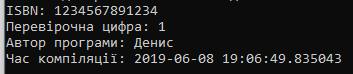 ISBN: 1234567891234
Перевірочна цифра: 1
Автор програми: Денис
Час компіляції: 2019-06-08 19:06:49.835043